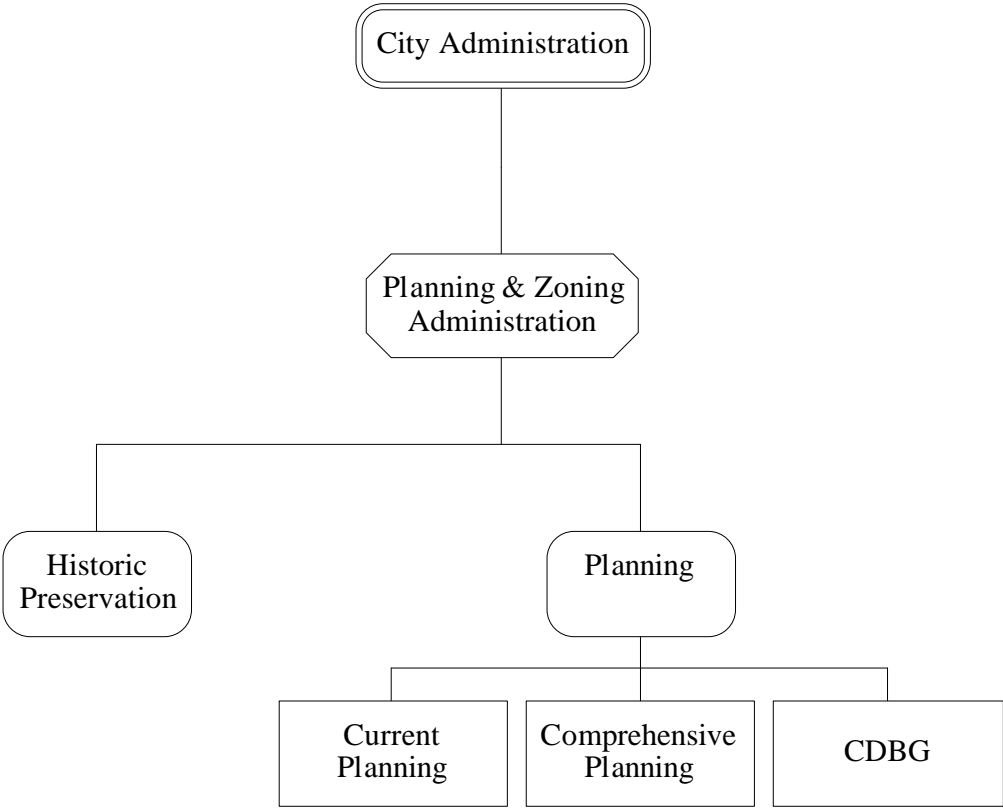 City Administration
Planning & Zoning
Administration
Historic
Preservation
Planning
Current
Planning
Comprehensive
Planning
CDBG